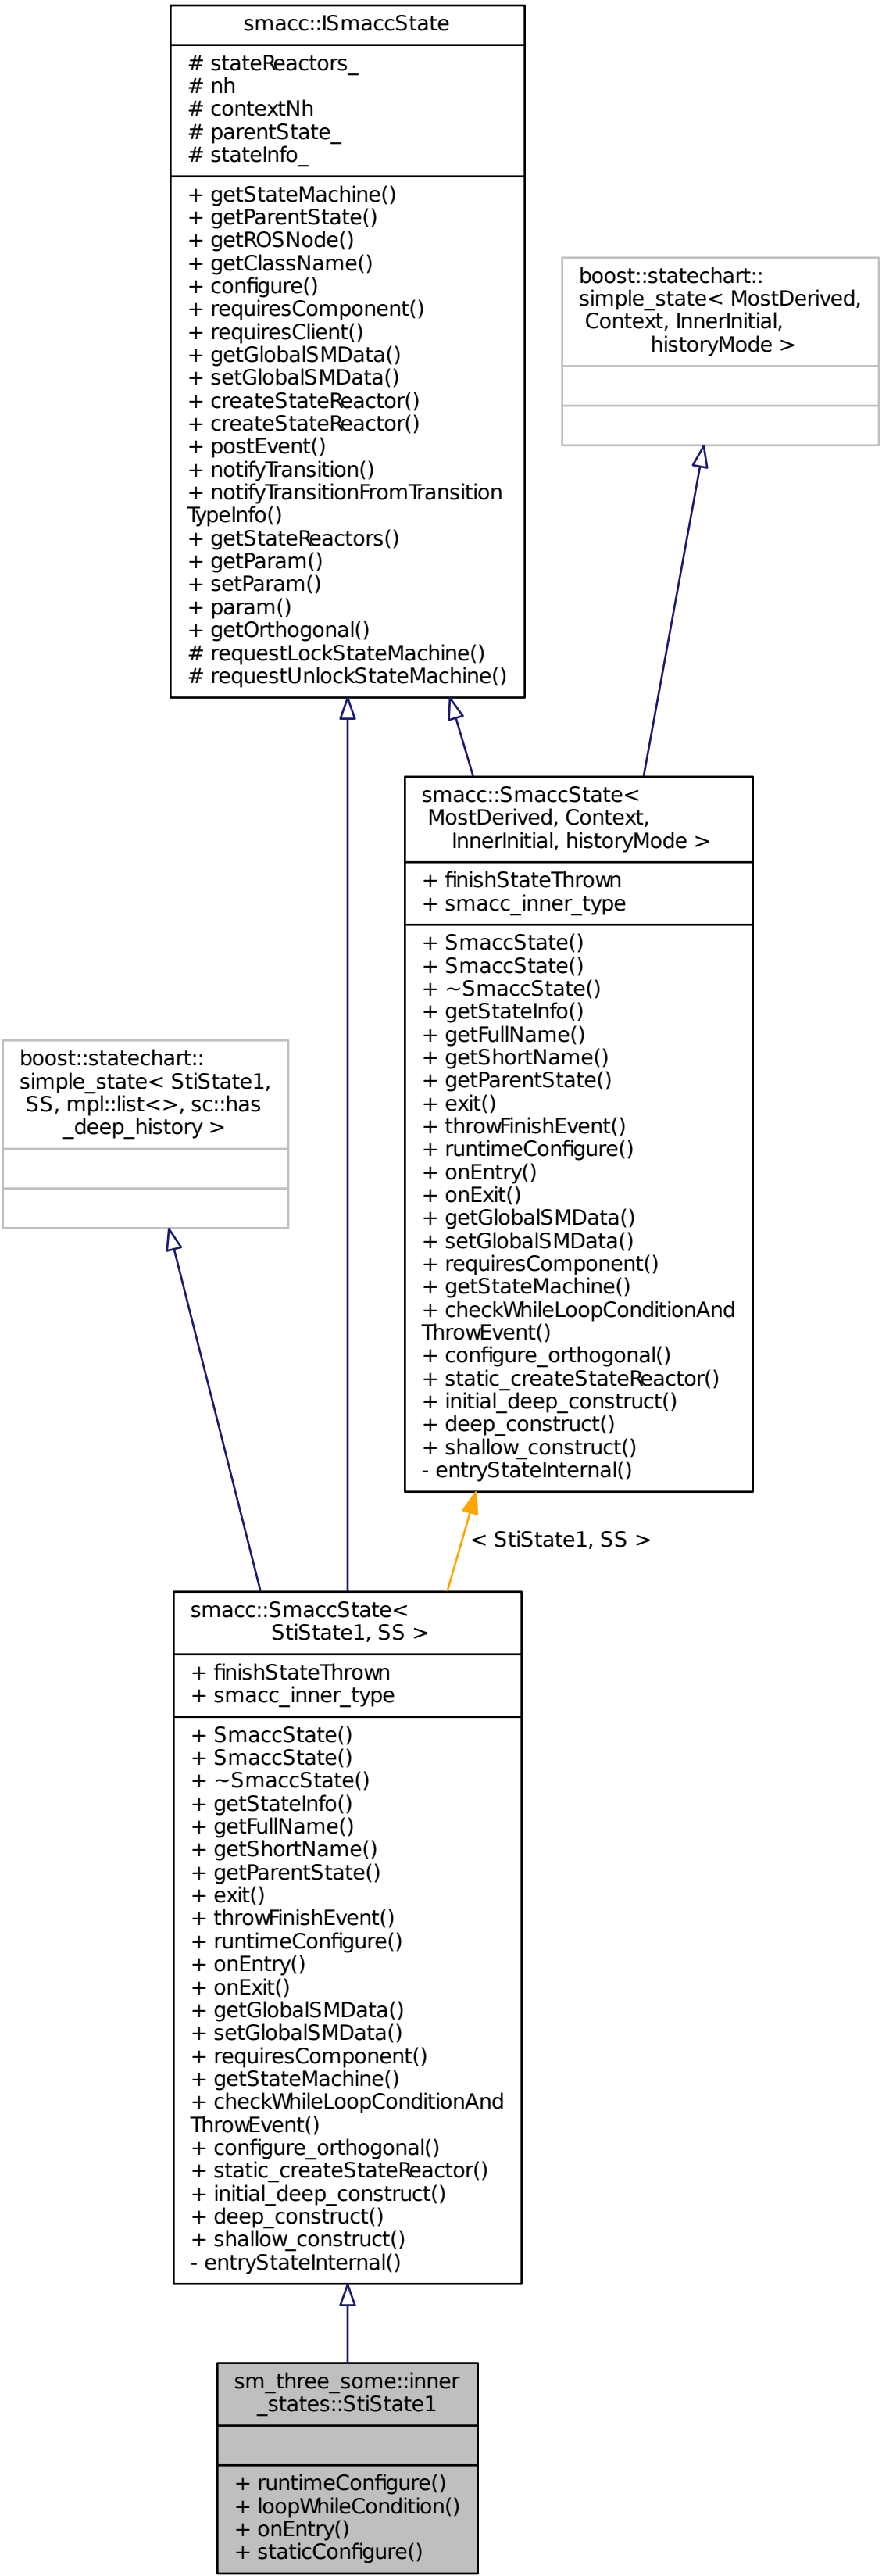 smacc::ISmaccState
# stateReactors_
# nh
# contextNh
# parentState_
# stateInfo_
+ getStateMachine()
+ getParentState()
+ getROSNode()
+ getClassName()
+ configure()
+ requiresComponent()
+ requiresClient()
+ getGlobalSMData()
+ setGlobalSMData()
+ createStateReactor()
+ createStateReactor()
+ postEvent()
+ notifyTransition()
+ notifyTransitionFromTransition
TypeInfo()
+ getStateReactors()
+ getParam()
+ setParam()
+ param()
+ getOrthogonal()
# requestLockStateMachine()
# requestUnlockStateMachine()
boost::statechart::
simple_state< MostDerived,
Context, InnerInitial,
historyMode >
smacc::SmaccState<
MostDerived, Context,
InnerInitial, historyMode >
+ finishStateThrown
+ smacc_inner_type
+ SmaccState()
+ SmaccState()
+ ~SmaccState()
+ getStateInfo()
+ getFullName()
+ getShortName()
+ getParentState()
+ exit()
+ throwFinishEvent()
+ runtimeConfigure()
+ onEntry()
+ onExit()
+ getGlobalSMData()
+ setGlobalSMData()
+ requiresComponent()
+ getStateMachine()
+ checkWhileLoopConditionAnd
ThrowEvent()
+ configure_orthogonal()
+ static_createStateReactor()
+ initial_deep_construct()
+ deep_construct()
+ shallow_construct()
- entryStateInternal()
boost::statechart::
simple_state< StiState1,
SS, mpl::list<>, sc::has
_deep_history >
< StiState1, SS >
smacc::SmaccState<
StiState1, SS >
+ finishStateThrown
+ smacc_inner_type
+ SmaccState()
+ SmaccState()
+ ~SmaccState()
+ getStateInfo()
+ getFullName()
+ getShortName()
+ getParentState()
+ exit()
+ throwFinishEvent()
+ runtimeConfigure()
+ onEntry()
+ onExit()
+ getGlobalSMData()
+ setGlobalSMData()
+ requiresComponent()
+ getStateMachine()
+ checkWhileLoopConditionAnd
ThrowEvent()
+ configure_orthogonal()
+ static_createStateReactor()
+ initial_deep_construct()
+ deep_construct()
+ shallow_construct()
- entryStateInternal()
sm_three_some::inner
_states::StiState1
+ runtimeConfigure()
+ loopWhileCondition()
+ onEntry()
+ staticConfigure()